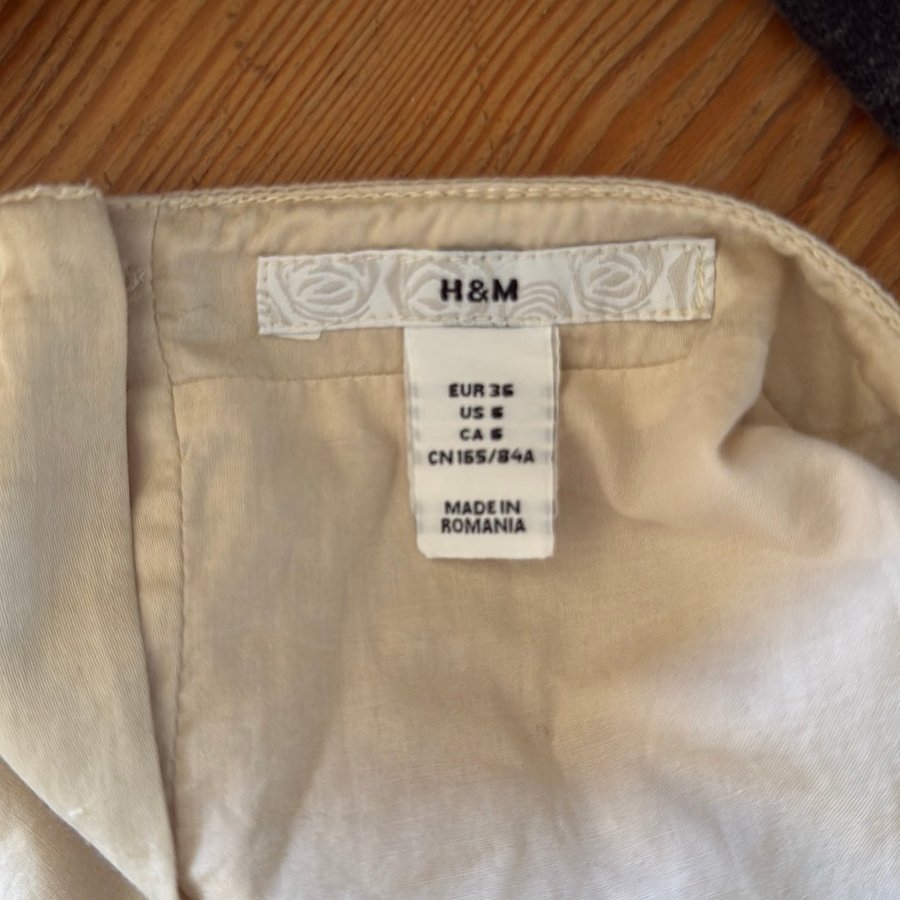 H&M
EUR 36
US 6
CA 6
CN165/84A
MADE IN
ROMANIA